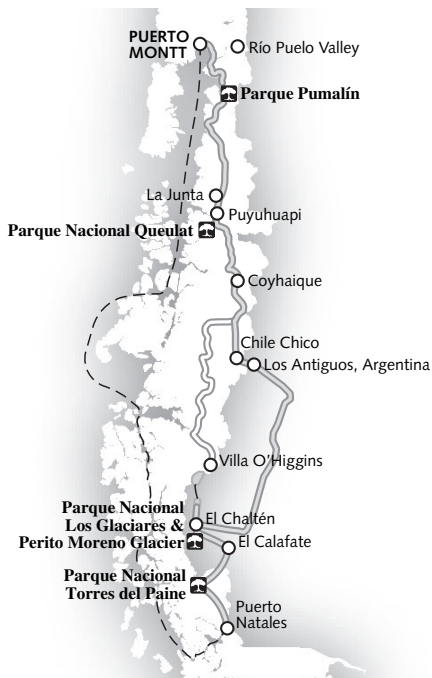 PUERTO
MONTT
Río Puelo Valley
Parque Pumalín
La Junta
Puyuhuapi
Parque Nacional Queulat
Coyhaique
Chile Chico
Los Antiguos, Argentina
Villa O'Higgins
Parque Nacional
Los Glaciares &
Perito Moreno Glacier
El Chaltén
El Calafate
Parque Nacional
Torres del Paine
Puerto
Natales